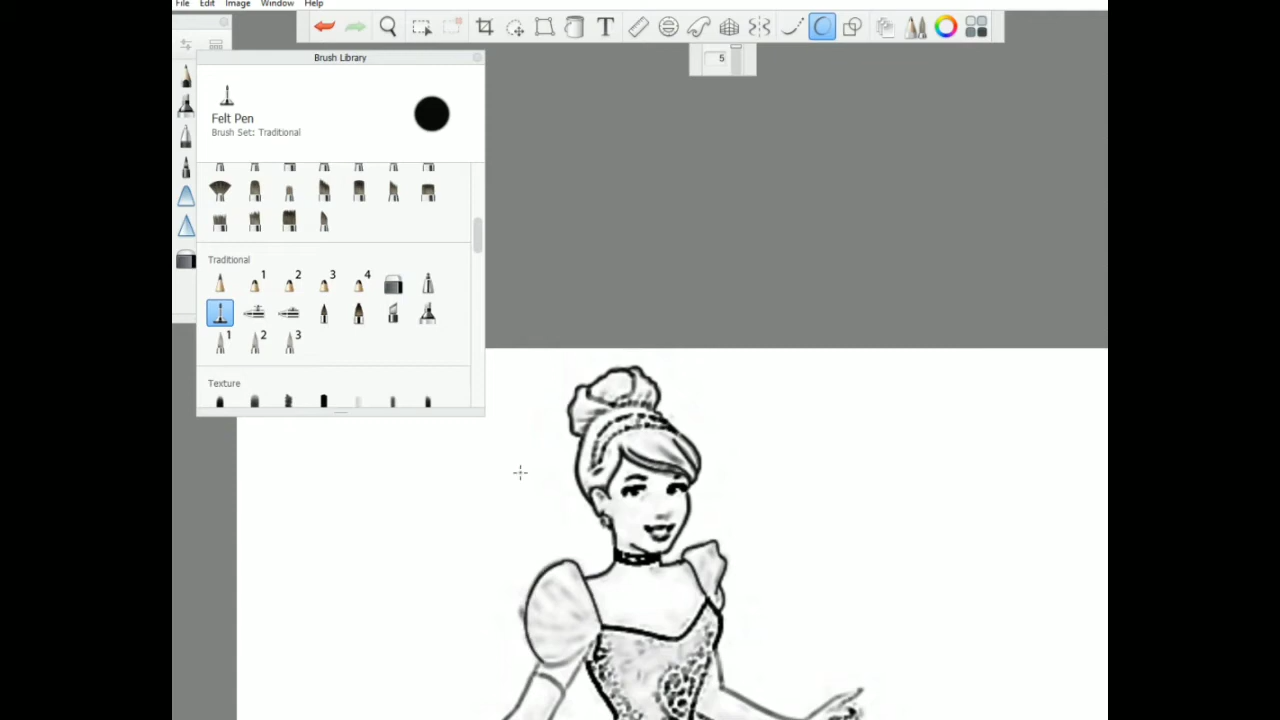 File Edit Image Window Help
T
5
Brush Library
Felt Pen
Brush Set: Traditional
Traditional
1 2 3 4
1 2 3
Texture